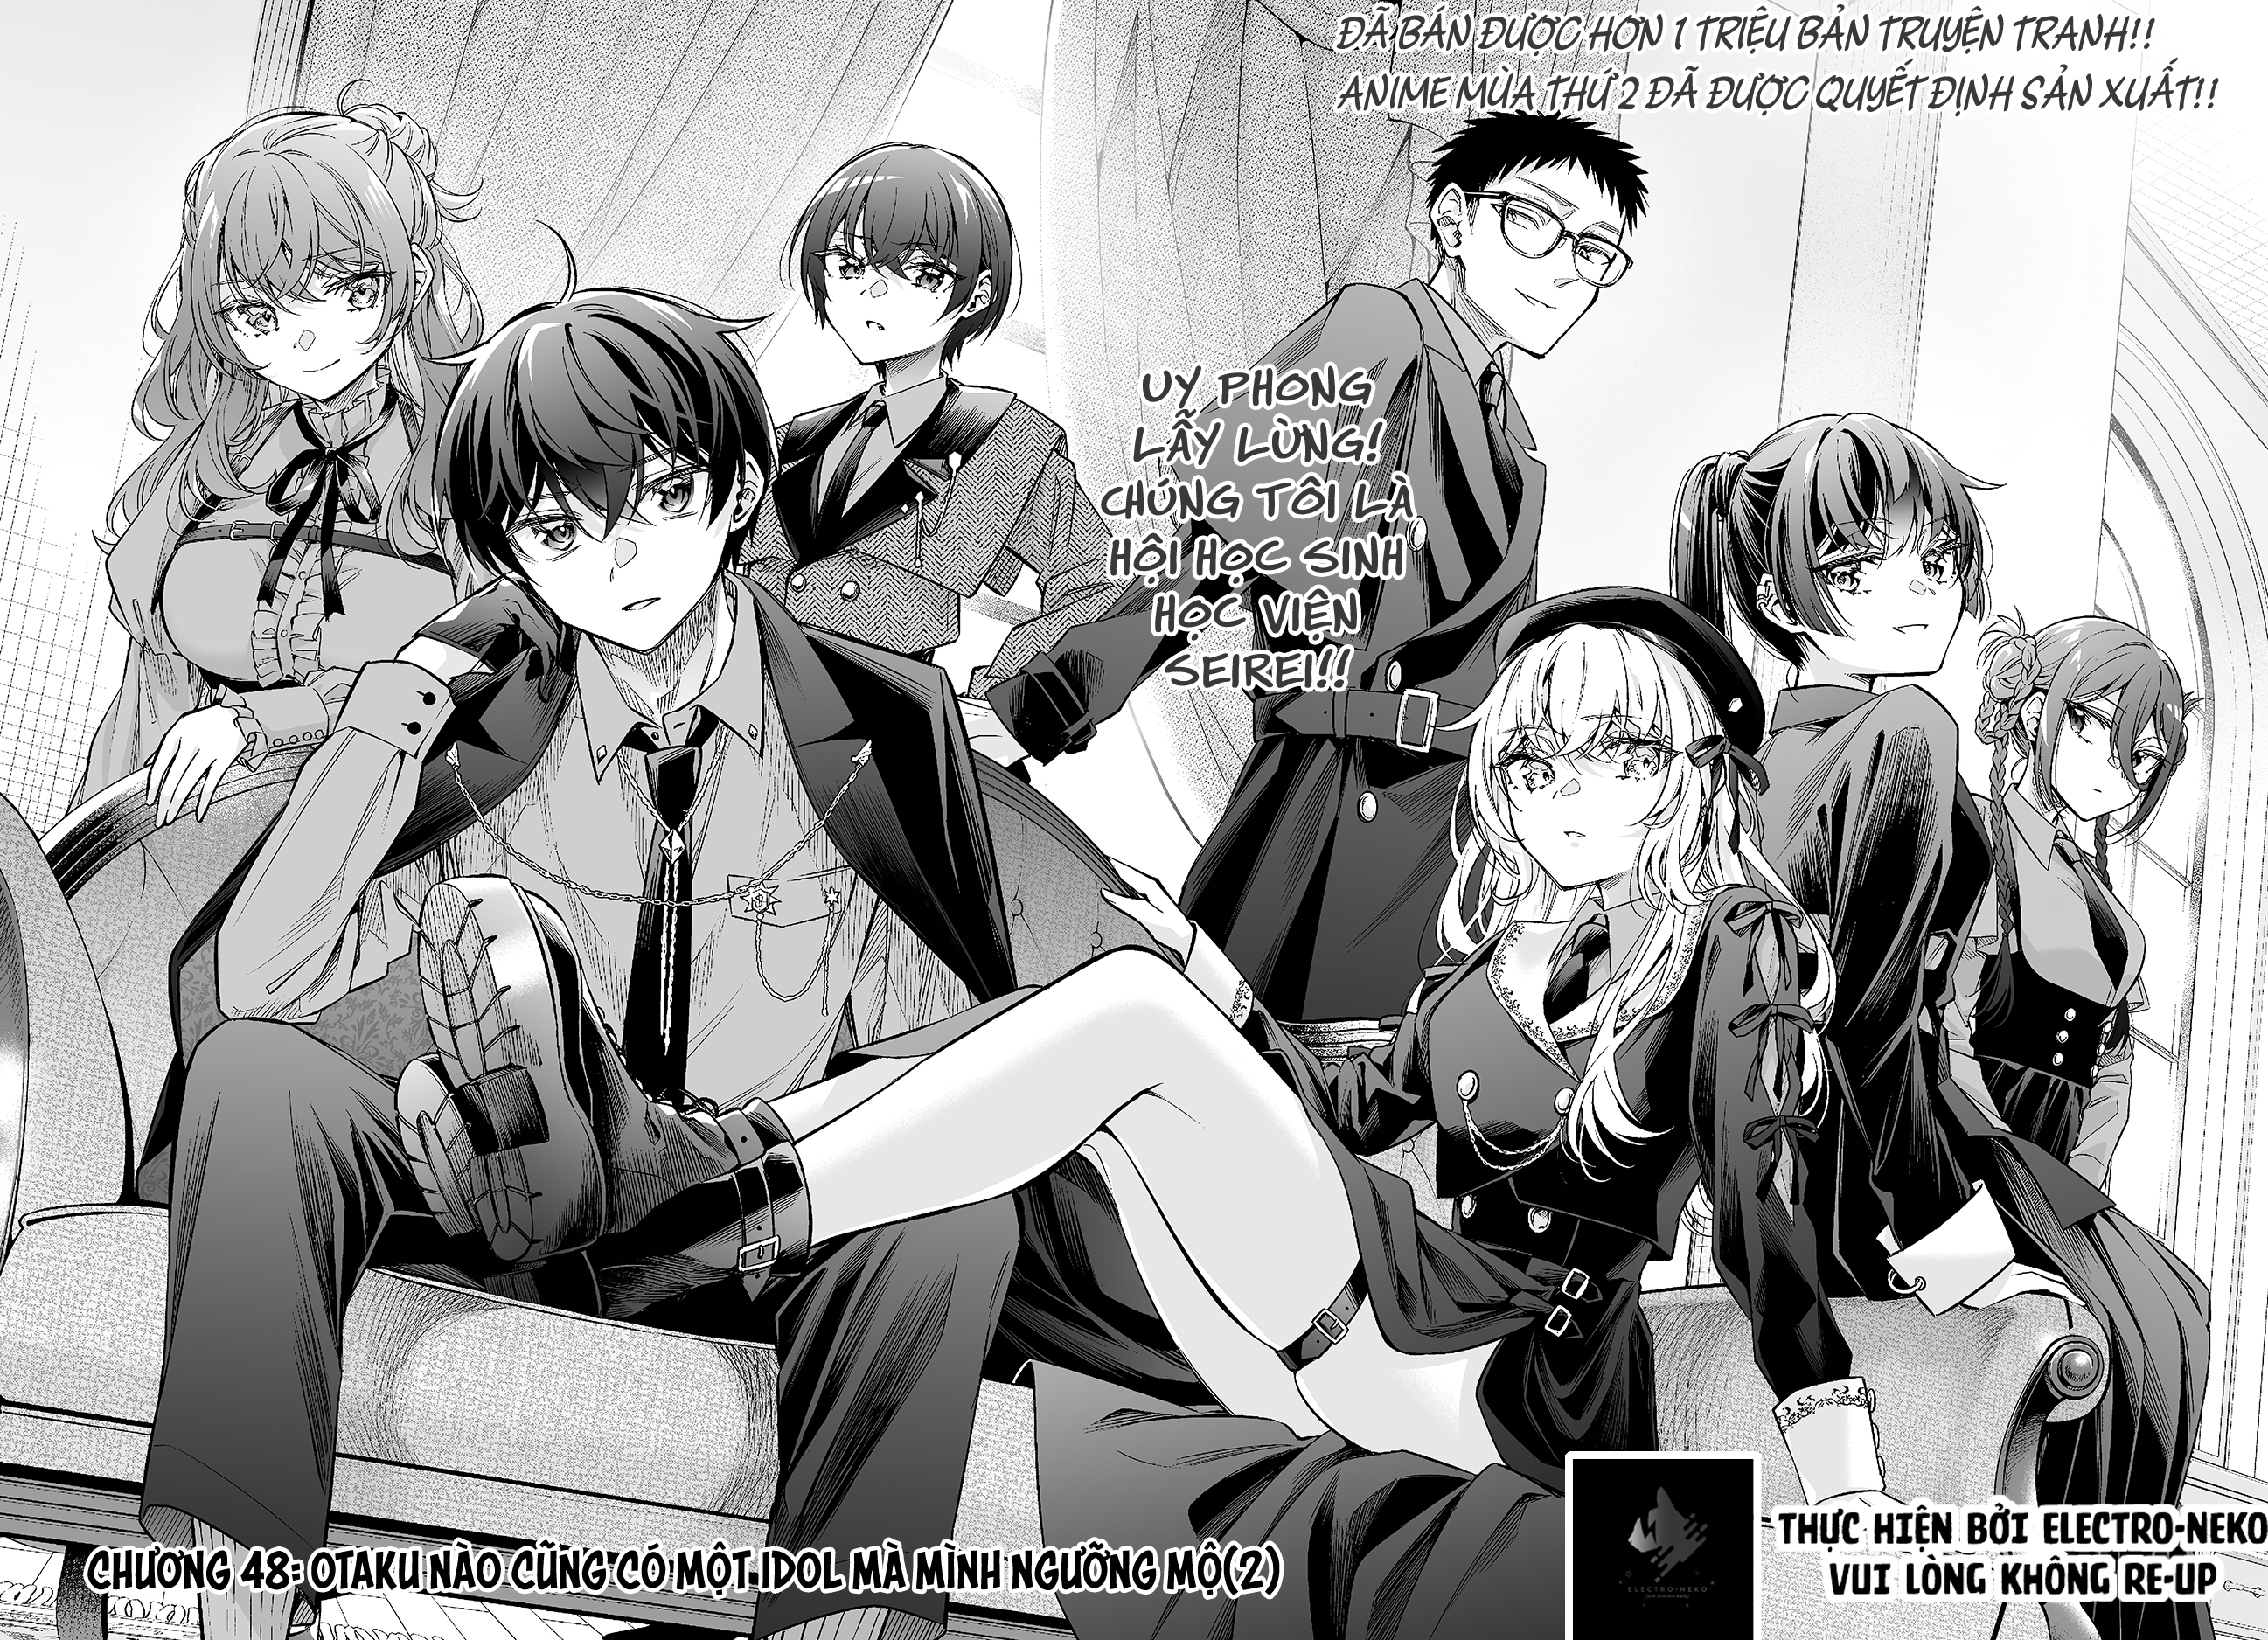 ĐÃ BÁN ĐƯỢC HƠN 1 TRIỆU BẢN TRUYỆN TRANH!!
ANIME MÙA THỨ 2 ĐÃ ĐƯỢC QUYẾT ĐỊNH SẢN XUẤT!!
UY PHONG
LẪY LỪNG!
CHÚNG TÔI LÀ
HỘI HỌC SINH
HỌC VIỆN
SEIREI!!
CHƯƠNG 48: OTAKU NÀO CŨNG CÓ MỘT IDOL MÀ MÌNH NGƯỠNG MỘ(2)
ELECTRO-NEKO
THỰC HIỆN BỞI ELECTRO-NEKO
VUI LÒNG KHÔNG RE-UP